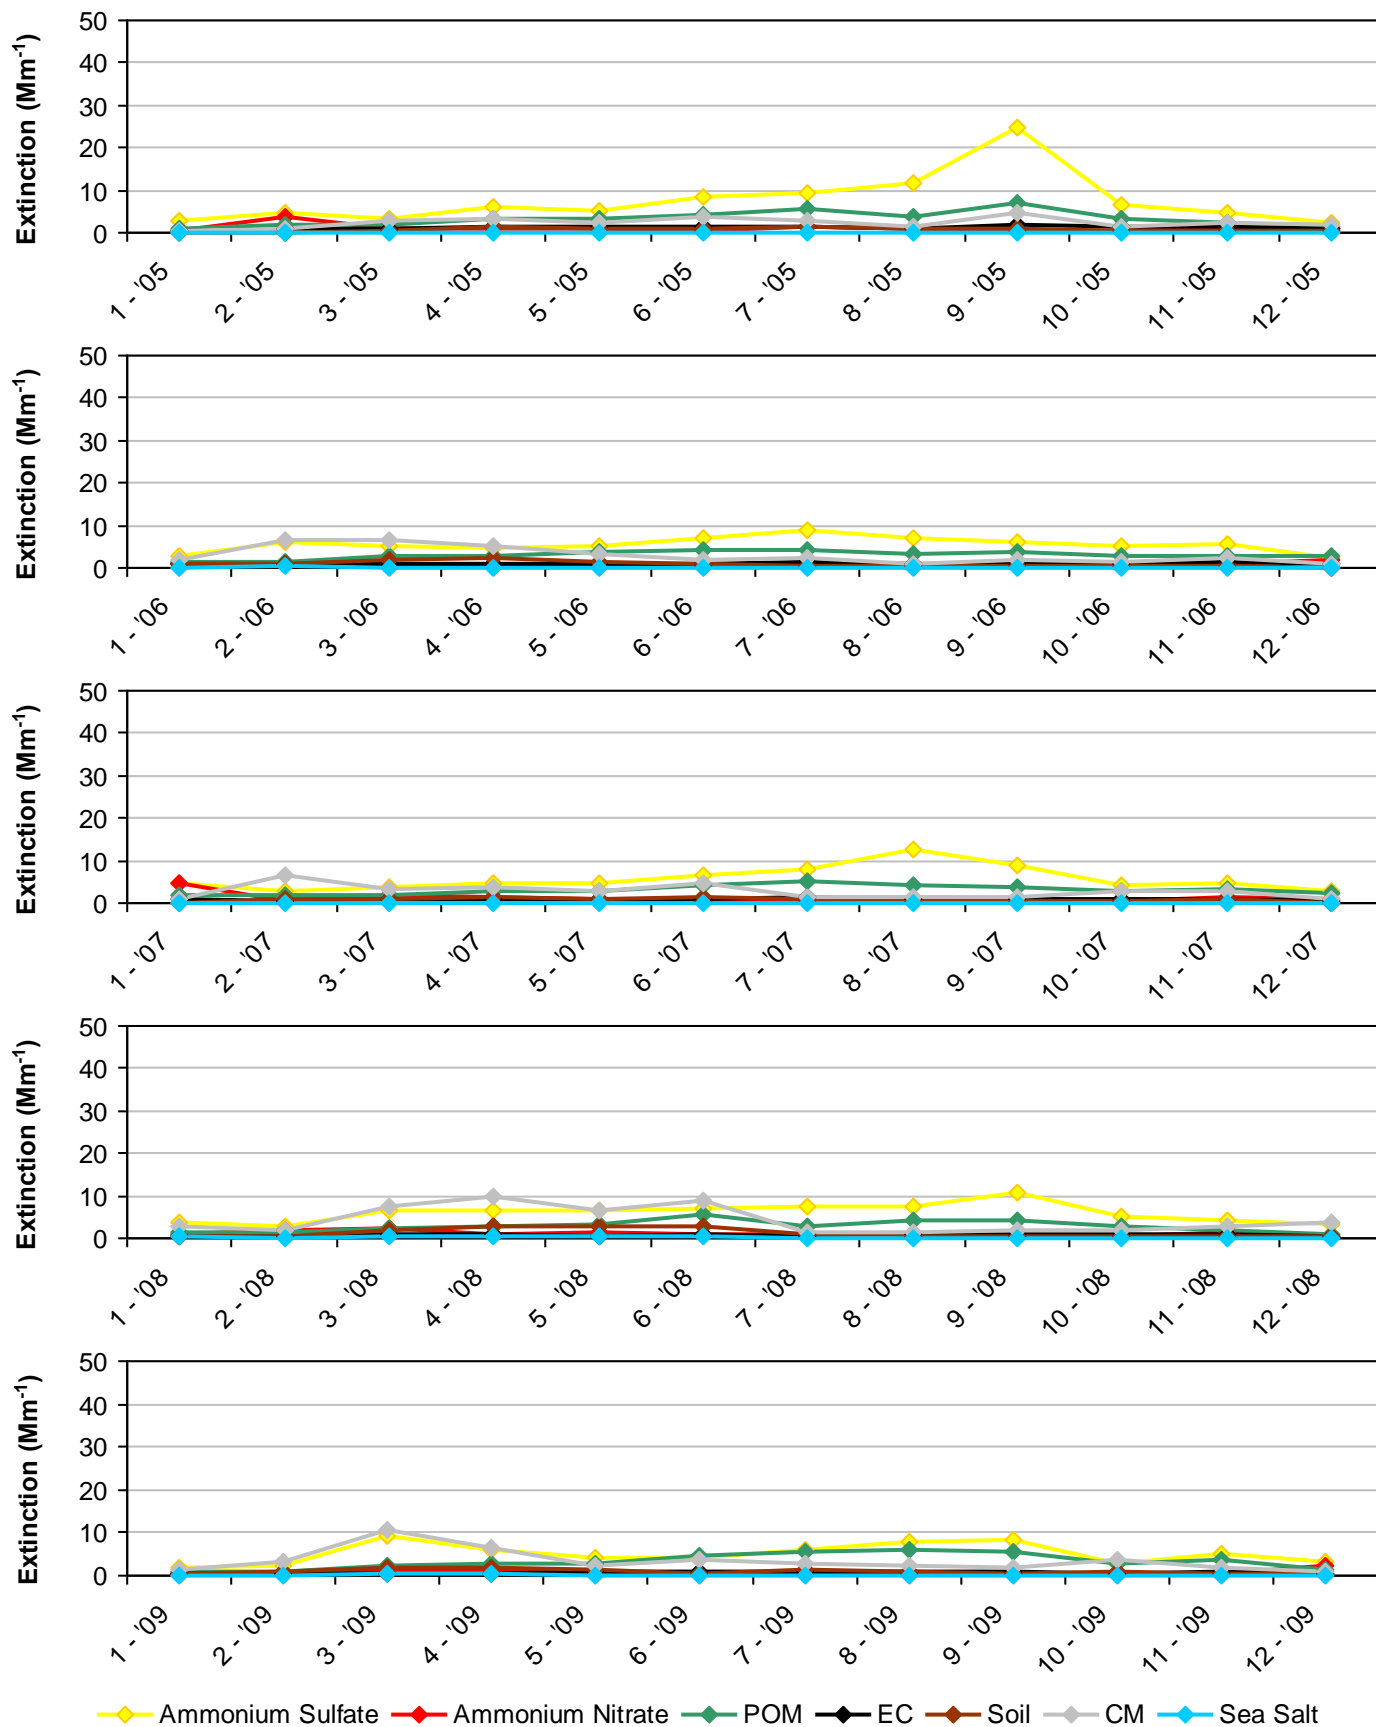 50
40
30
20
10
0
Extinction (Mm-1)
1 - '05 2 - '05 3 - '05 4 - '05 5 - '05 6 - '05 7 - '05 8 - '05 9 - '05 10 - '05 11 - '05 12 - '05
50
40
30
20
10
0
Extinction (Mm-1)
1 - '06 2 - '06 3 - '06 4 - '06 5 - '06 6 - '06 7 - '06 8 - '06 9 - '06 10 - '06 11 - '06 12 - '06
50
40
30
20
10
0
Extinction (Mm-1)
1 - '07 2 - '07 3 - '07 4 - '07 5 - '07 6 - '07 7 - '07 8 - '07 9 - '07 10 - '07 11 - '07 12 - '07
50
40
30
20
10
0
Extinction (Mm-1)
1 - '08 2 - '08 3 - '08 4 - '08 5 - '08 6 - '08 7 - '08 8 - '08 9 - '08 10 - '08 11 - '08 12 - '08
50
40
30
20
10
0
Extinction (Mm-1)
1 - '09 2 - '09 3 - '09 4 - '09 5 - '09 6 - '09 7 - '09 8 - '09 9 - '09 10 - '09 11 - '09 12 - '09
Ammonium Sulfate Ammonium Nitrate POM EC Soil CM Sea Salt